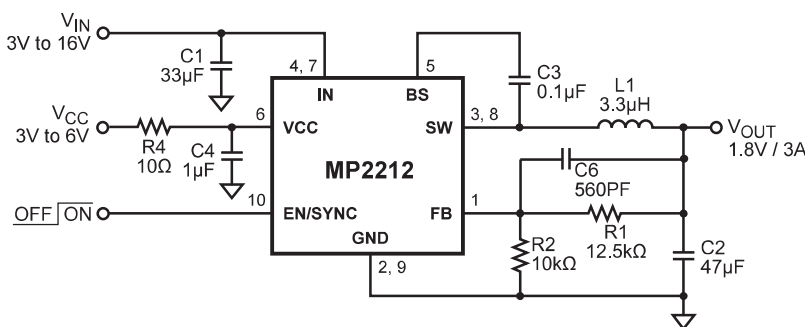 VIN
3V to 16V
C1
33µF
4, 7
5
IN
BS
C3
0.1µF
L1
3.3µH
VCC
3V to 6V
R4
10Ω
C4
1µF
6
VCC
SW
3, 8
VOUT
1.8V / 3A
MP2212
C6
560PF
OFF ON
10
EN/SYNC
FB
1
R1
12.5kΩ
GND
2, 9
R2
10kΩ
C2
47µF